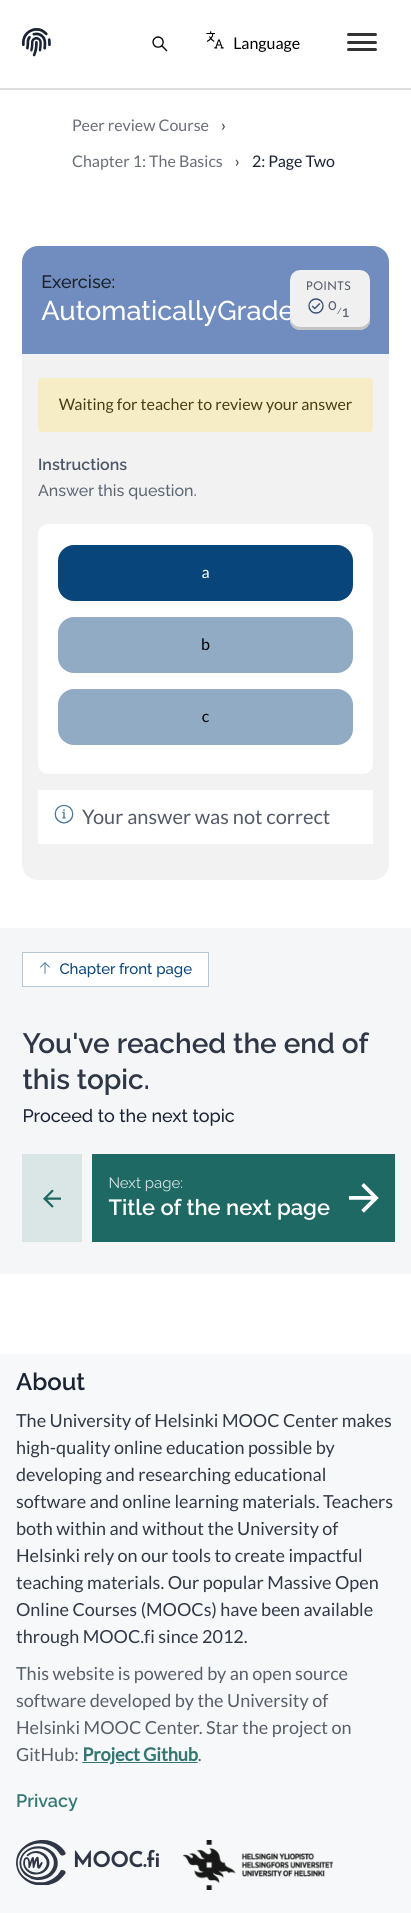 Language
Peer review Course ›
Chapter 1: The Basics › 2: Page Two
Exercise:
AutomaticallyGrade
POINTS
0/1
Waiting for teacher to review your answer
Instructions
Answer this question.
a
b
c
Your answer was not correct
Chapter front page
You've reached the end of
this topic.
Proceed to the next topic
Next page:
Title of the next page
About
The University of Helsinki MOOC Center makes
high-quality online education possible by
developing and researching educational
software and online learning materials. Teachers
both within and without the University of
Helsinki rely on our tools to create impactful
teaching materials. Our popular Massive Open
Online Courses (MOOCs) have been available
through MOOC.fi since 2012.
This website is powered by an open source
software developed by the University of
Helsinki MOOC Center. Star the project on
GitHub: Project Github.
Privacy
MOOC.fi
HELSINGIN YLIOPISTO
HELSINGFORS UNIVERSITET
UNIVERSITY OF HELSINKI